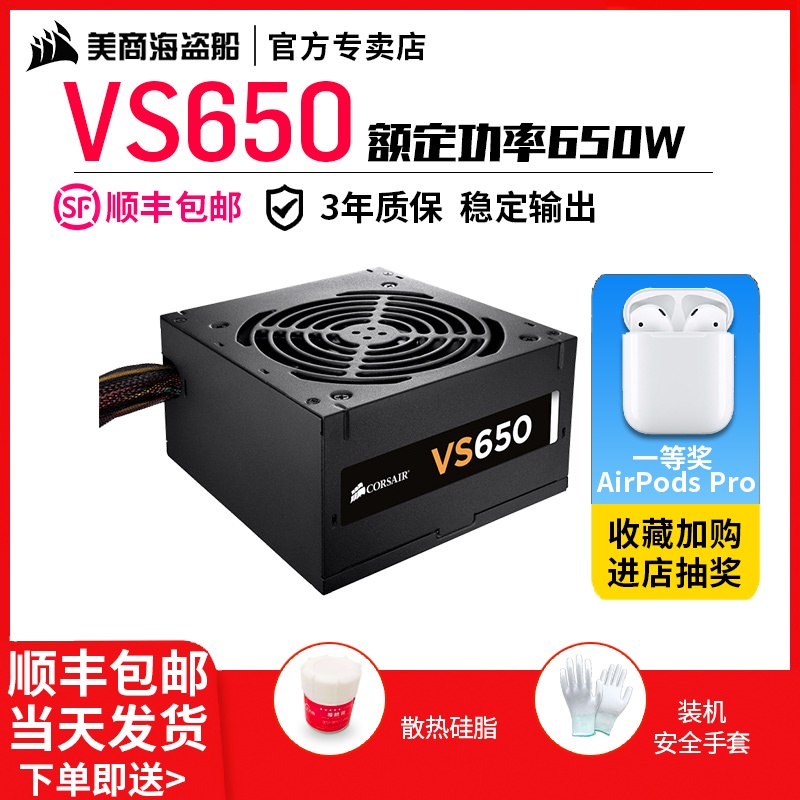 美商海盗船 官方专卖店
VS650 额定功率650W
SF 顺丰包邮 3年质保 稳定输出
VS650
CORSAIR
一等奖
AirPods Pro
收藏加购
进店抽奖
顺丰包邮
当天发货
下单即送>
散热硅脂
装机
安全手套